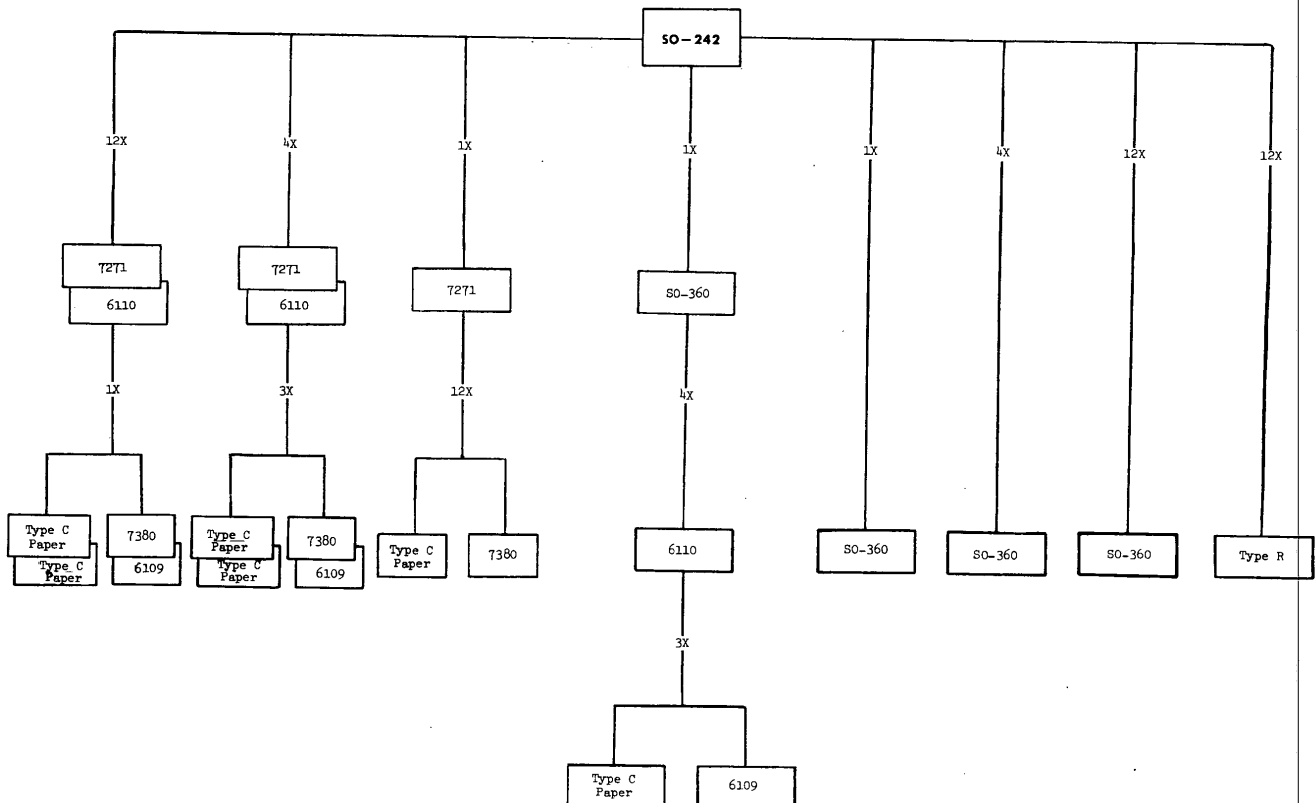 SO-242
12X
4X
1X
1X
1X
4X
12X
12X
7271
6110
7271
6110
7271
SO-360
1X
3X
12X
4X
Type C
Paper
Type C
Paper
7380
6109
Type C
Paper
Type C
Paper
7380
6109
Type C
Paper
7380
6110
SO-360
SO-360
SO-360
Type R
3X
Type C
Paper
6109